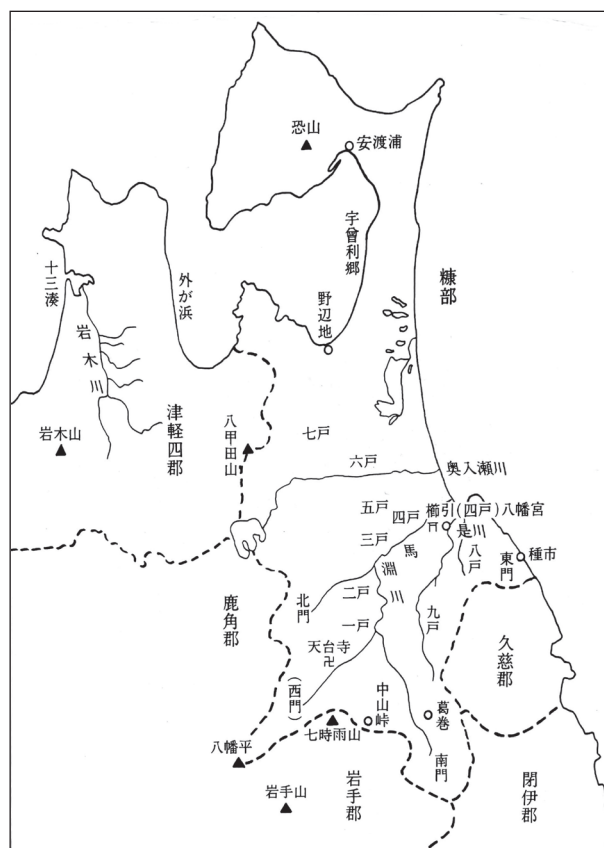 恐山
安渡浦
宇曾利郷
糠部
十三湊
外が浜
野辺地
岩木川
津軽四郡
八甲田山
七戸
岩木山
六戸
奥入瀬川
五戸
四戸
櫛引(四戸)八幡宮
是川
三戸
馬淵川
八戸
東門
種市
鹿角郡
北門
二戸
九戸
一戸
久慈郡
天台寺
卍
(西門)
中山峠
葛巻
八幡平
七時雨山
南門
岩手山
岩手郡
閉伊郡